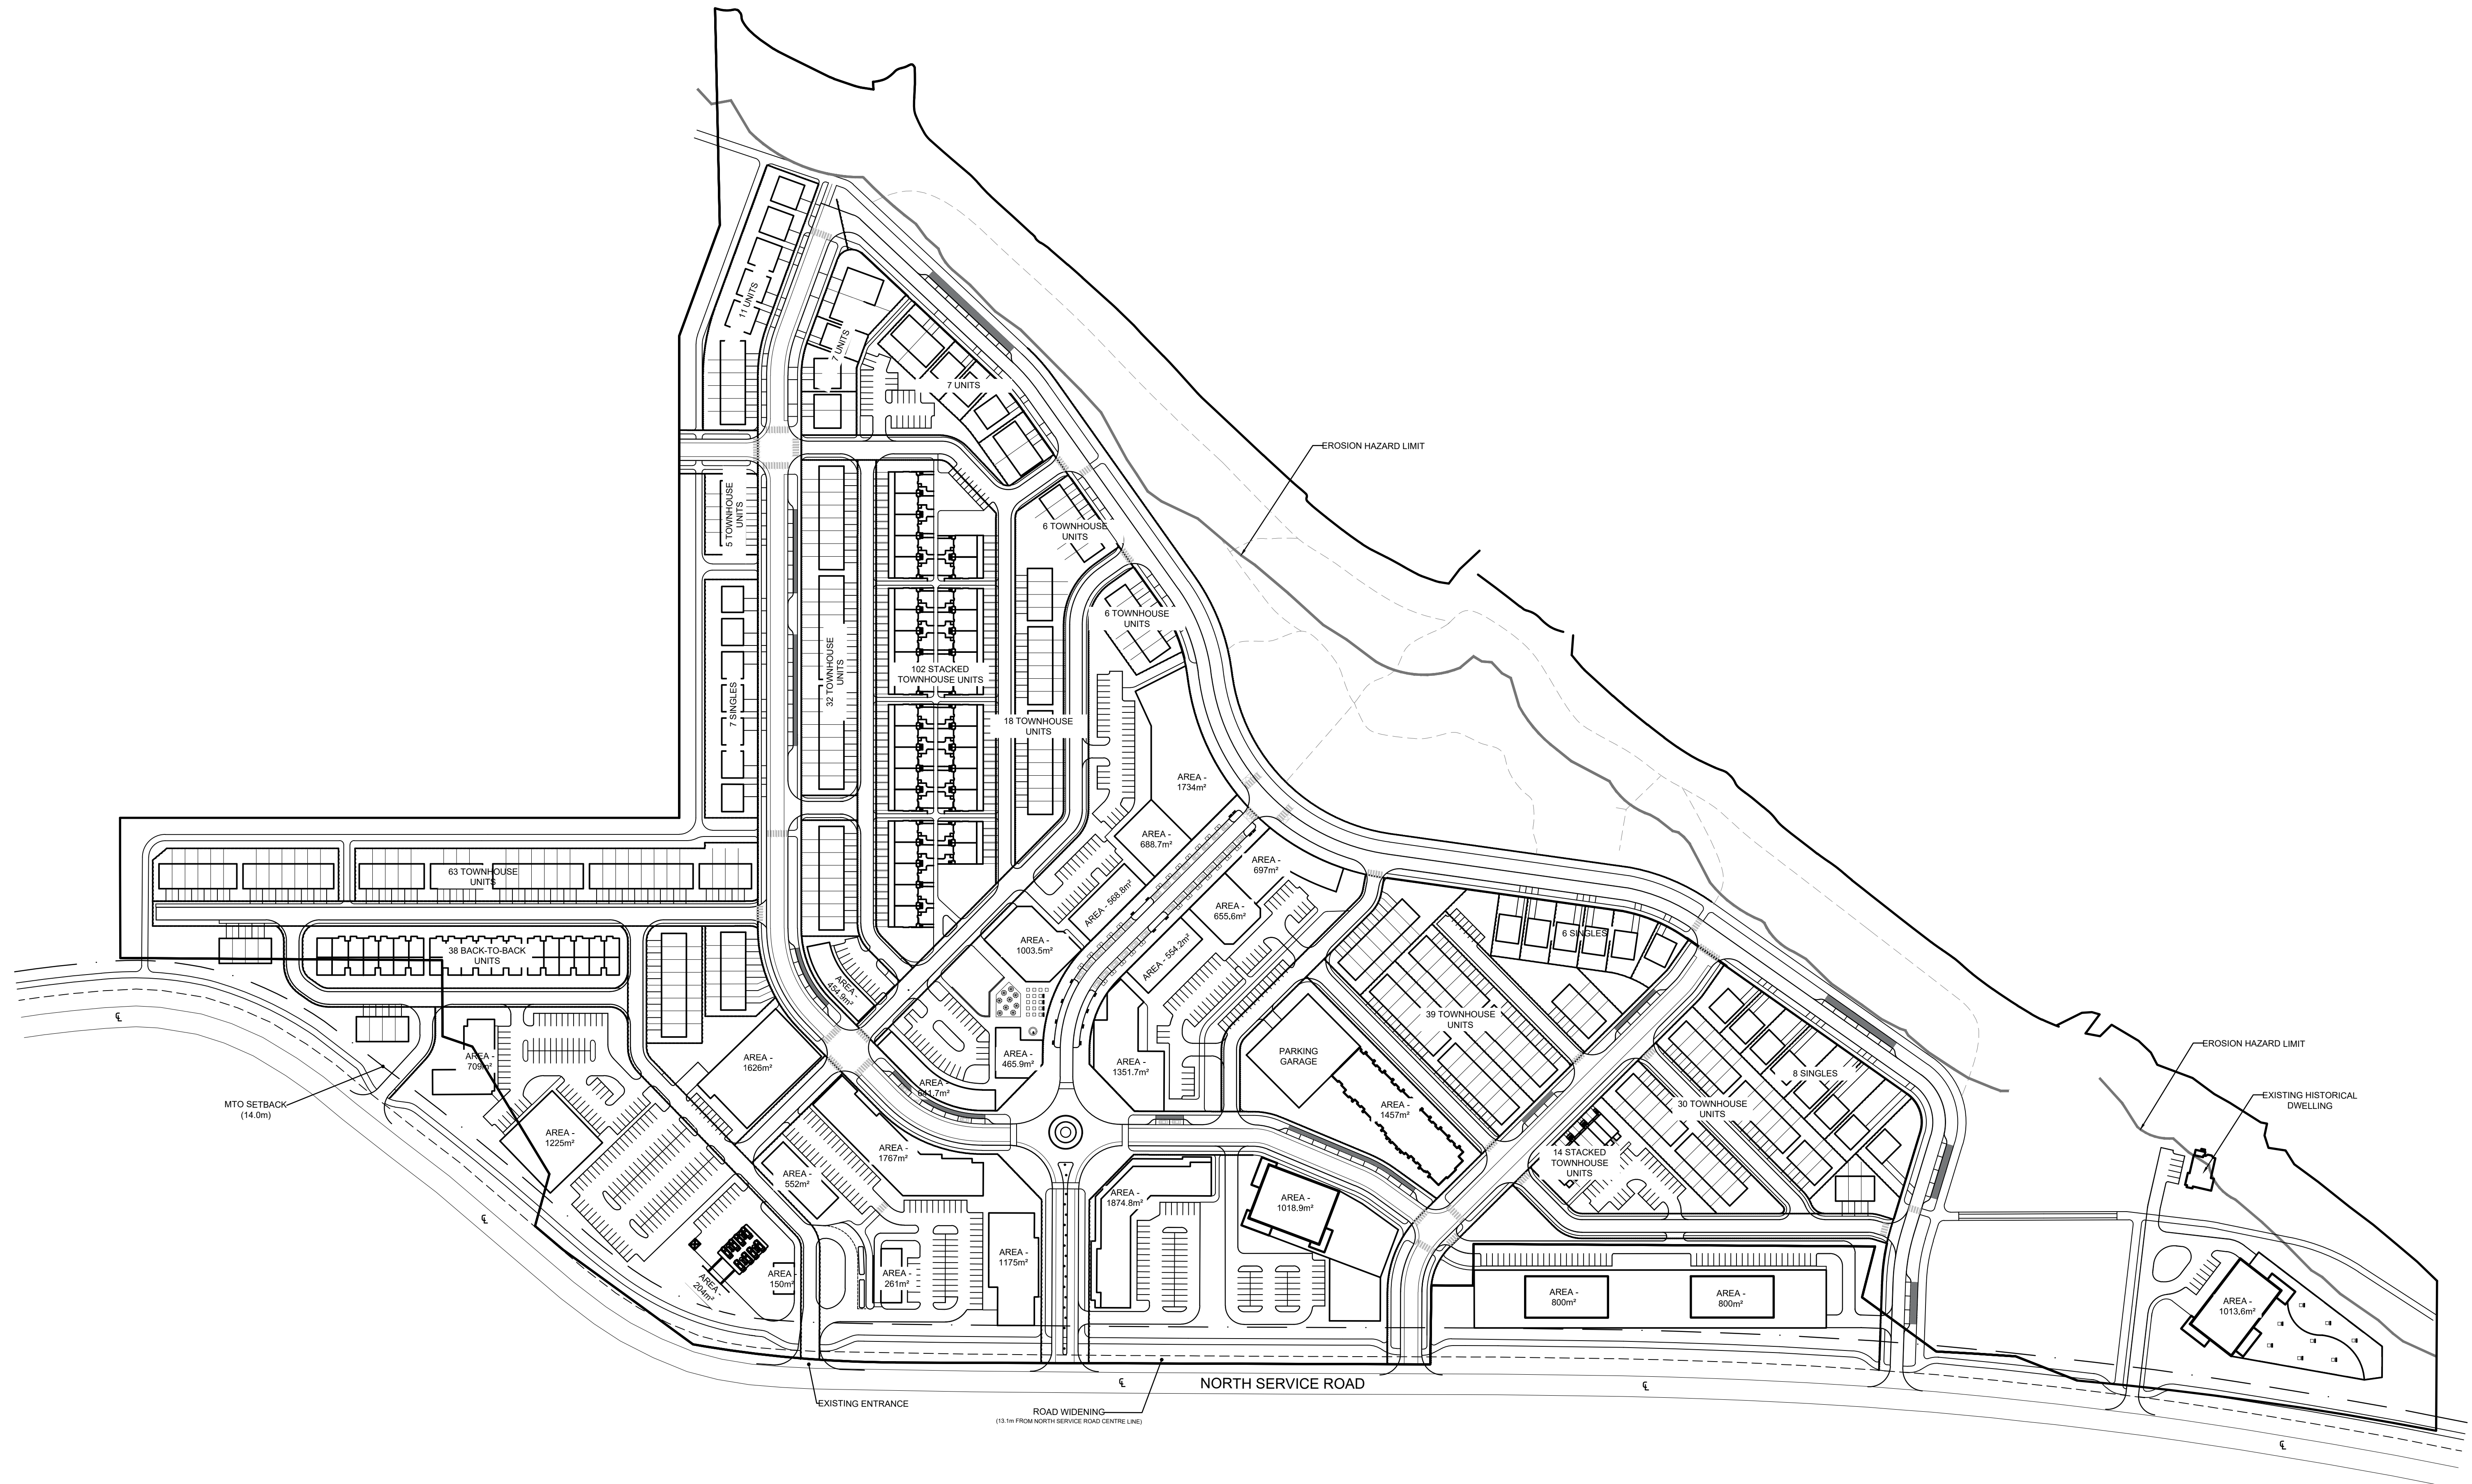 11 UNITS
7 UNITS
7 UNITS
EROSION HAZARD LIMIT
5 TOWNHOUSE
UNITS
6 TOWNHOUSE
UNITS
6 TOWNHOUSE
UNITS
32 TOWNHOUSE
UNITS
102 STACKED
TOWNHOUSE UNITS
7 SINGLES
18 TOWNHOUSE
UNITS
AREA -
1734m²
AREA -
688.7m²
AREA -
697m²
63 TOWNHOUSE
UNITS
AREA - 568.8m²
AREA -
655.6m²
38 BACK-TO-BACK
UNITS
AREA -
1003.5m²
AREA - 554.2m²
6 SINGLES
AREA -
454.9m²
39 TOWNHOUSE
UNITS
℄
EROSION HAZARD LIMIT
AREA -
709m²
AREA -
1626m²
AREA -
465.9m²
AREA -
1351.7m²
PARKING
GARAGE
8 SINGLES
AREA -
641.7m²
EXISTING HISTORICAL
DWELLING
MTO SETBACK
(14.0m)
AREA -
1457m²
30 TOWNHOUSE
UNITS
AREA -
1225m²
AREA -
1767m²
14 STACKED
TOWNHOUSE
UNITS
AREA -
552m²
AREA -
1874.8m²
AREA -
1018.9m²
℄
AREA -
1175m²
AREA -
204m²
AREA -
150m²
AREA -
261m²
AREA -
800m²
AREA -
800m²
AREA -
1013,6m²
℄
NORTH SERVICE ROAD
℄
EXISTING ENTRANCE
ROAD WIDENING
(13.1m FROM NORTH SERVICE ROAD CENTRE LINE)
℄